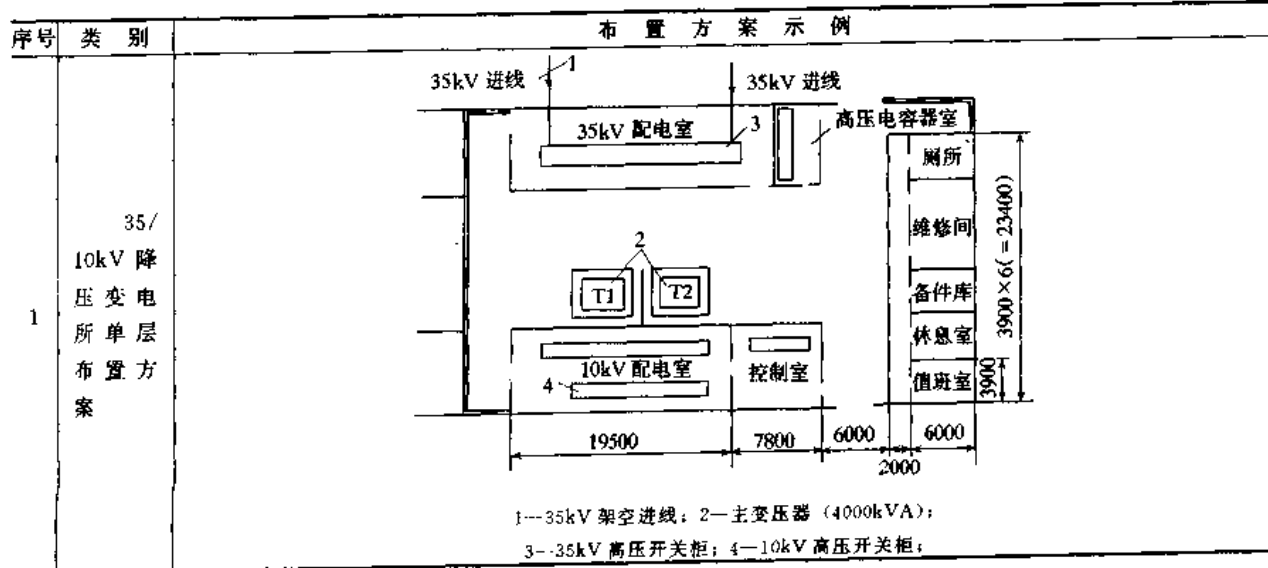 序号 类 别 布 置 方 案 示 例
1
35/
10kV 降
压 变 电
所 单 层
布 置 方
案
35kV 进线 1 35kV 进线
35kV 配电室 3 高压电容器室
厕所
维修间
2
T1 T2 备件库
休息室
10kV 配电室 控制室
4 值班室
3900
3900×6(=23400)
19500 7800 6000 6000
2000
1---35kV 架空进线; 2—主变压器 (4000kVA);
3--35kV 高压开关柜; 4—10kV 高压开关柜;